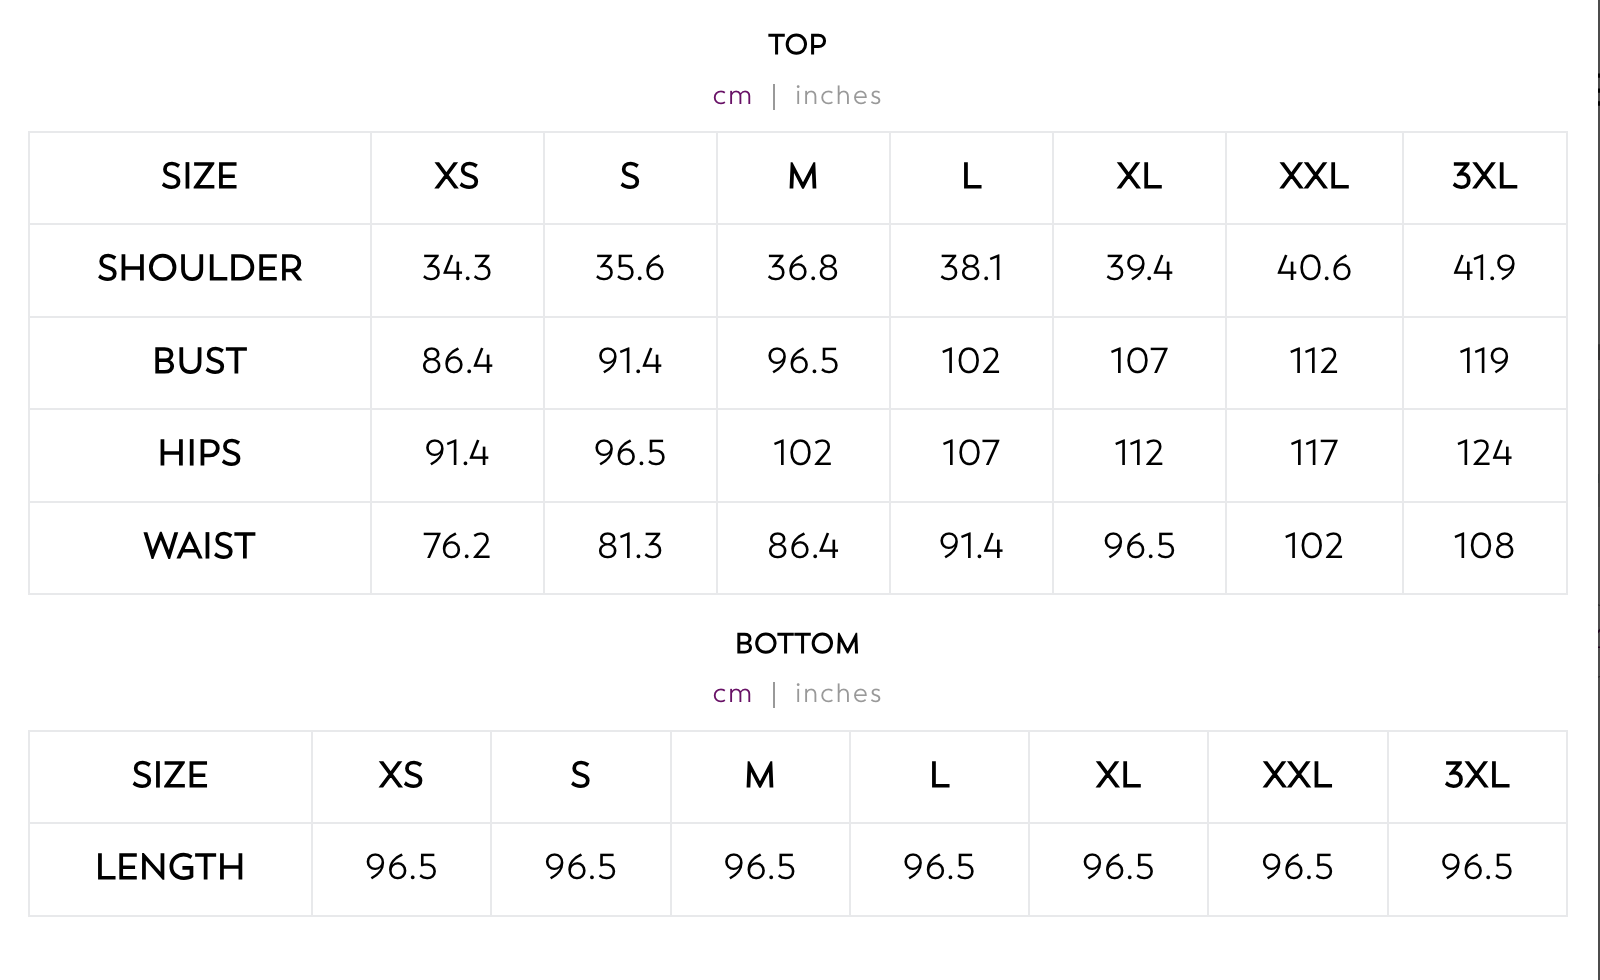 TOP
cm | inches
SIZE XS S M L XL XXL 3XL
SHOULDER 34.3 35.6 36.8 38.1 39.4 40.6 41.9
BUST 86.4 91.4 96.5 102 107 112 119
HIPS 91.4 96.5 102 107 112 117 124
WAIST 76.2 81.3 86.4 91.4 96.5 102 108
BOTTOM
cm | inches
SIZE XS S M L XL XXL 3XL
LENGTH 96.5 96.5 96.5 96.5 96.5 96.5 96.5